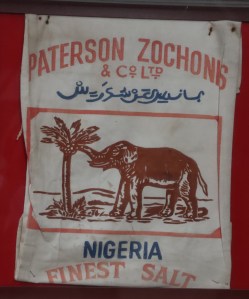 PATERSON ZOCHONIS
& Cº LTD
NIGERIA
FINEST SALT